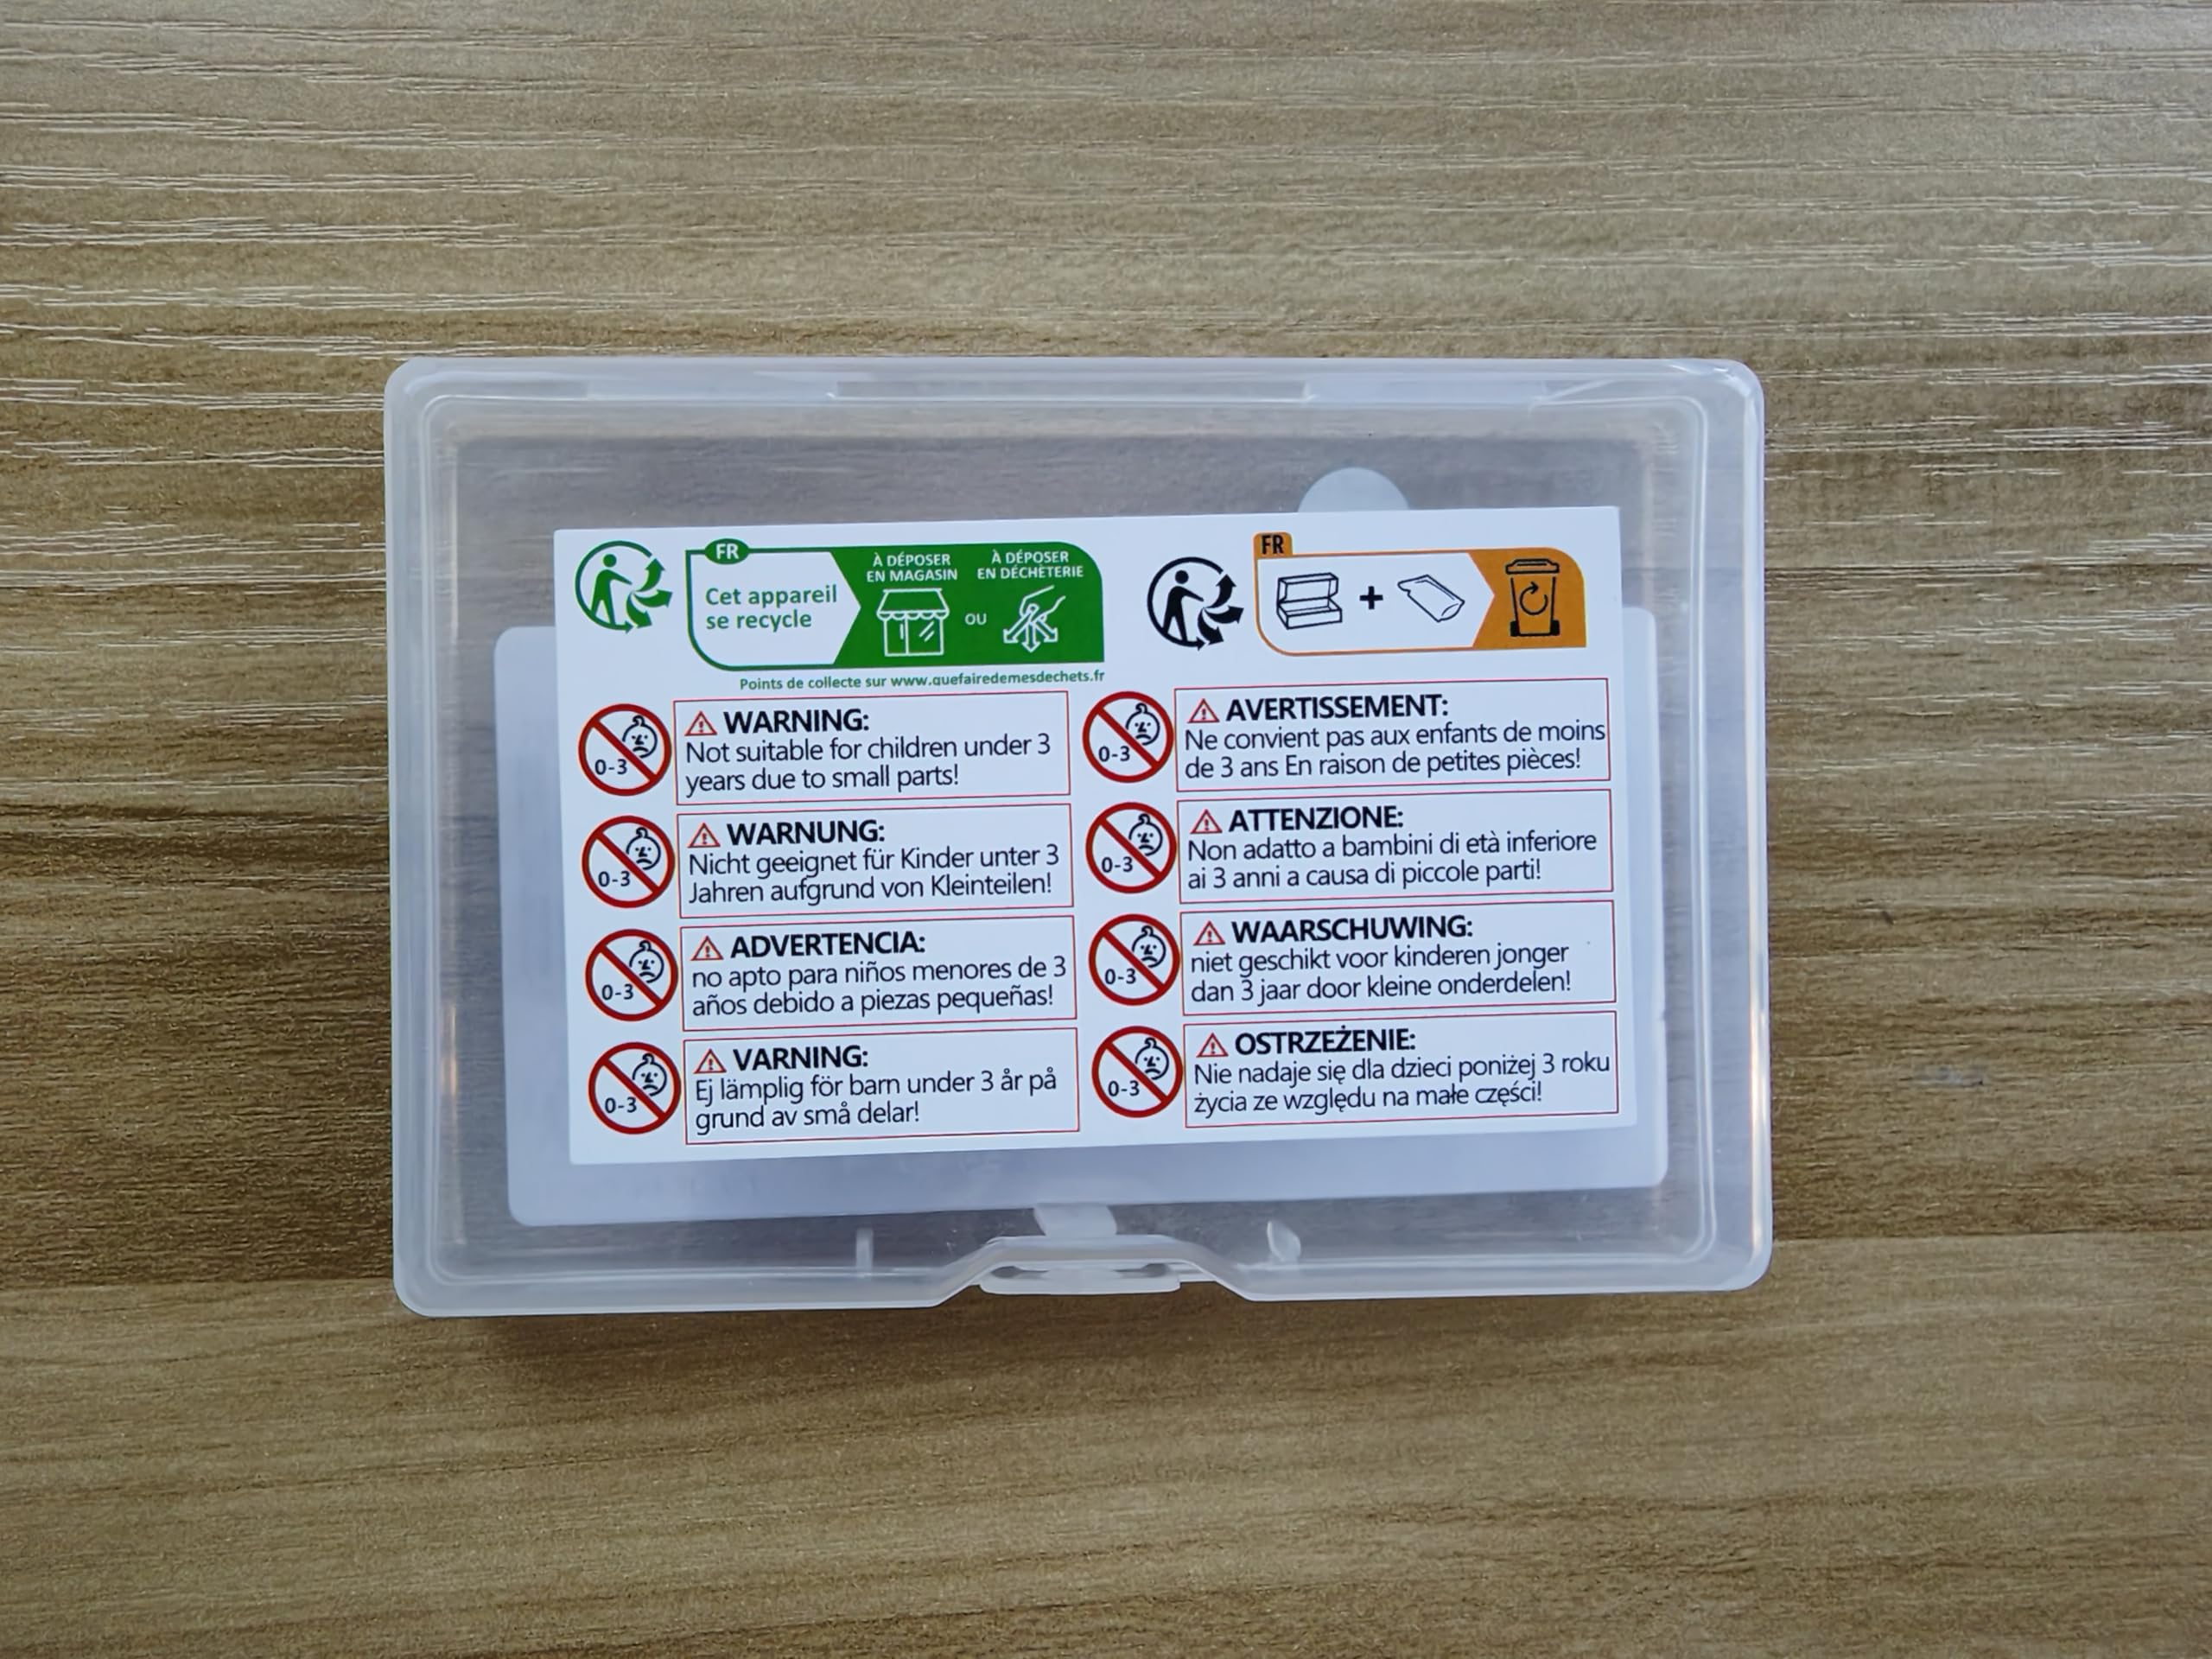 FR
Cet appareil
se recycle
À DÉPOSER
EN MAGASIN
OU
À DÉPOSER
EN DÉCHÈTERIE
Points de collecte sur www.quefairedemesdechets.fr
FR
+
0-3
WARNING:
Not suitable for children under 3
years due to small parts!
0-3
AVERTISSEMENT:
Ne convient pas aux enfants de moins
de 3 ans En raison de petites pièces!
0-3
WARNUNG:
Nicht geeignet für Kinder unter 3
Jahren aufgrund von Kleinteilen!
0-3
ATTENZIONE:
Non adatto a bambini di età inferiore
ai 3 anni a causa di piccole parti!
0-3
ADVERTENCIA:
no apto para niños menores de 3
años debido a piezas pequeñas!
0-3
WAARSCHUWING:
niet geschikt voor kinderen jonger
dan 3 jaar door kleine onderdelen!
0-3
VARNING:
Ej lämplig för barn under 3 år på
grund av små delar!
0-3
OSTRZEŻENIE:
Nie nadaje się dla dzieci poniżej 3 roku
życia ze względu na małe części!